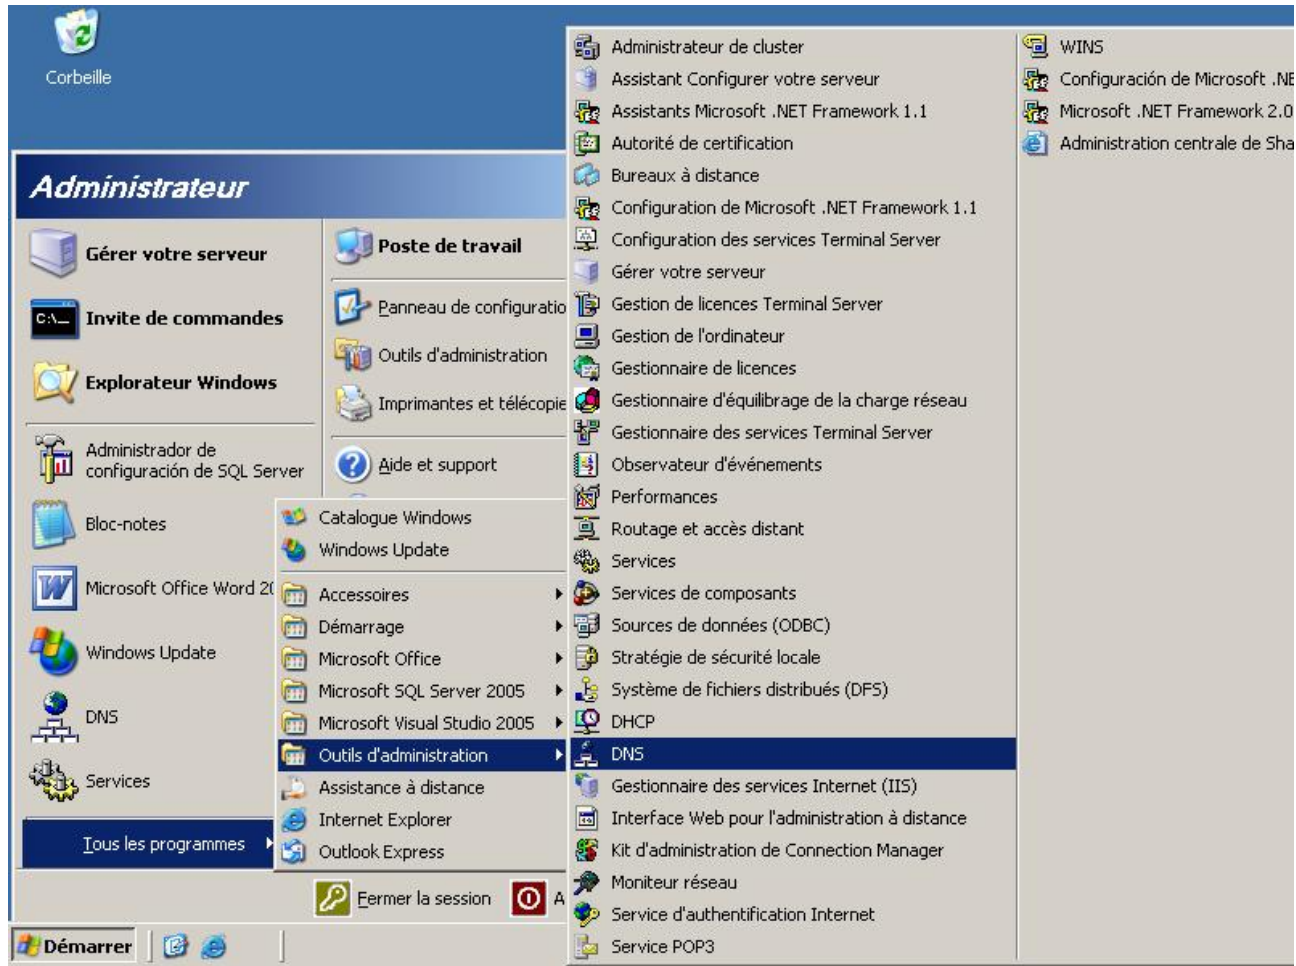 Corbeille
Administrateur
Gérer votre serveur
Invite de commandes
C:\_
Explorateur Windows
Administrador de
configuración de SQL Server
Bloc-notes
Microsoft Office Word 20
Windows Update
DNS
Services
Tous les programmes
Poste de travail
Panneau de configuratio
Outils d'administration
Imprimantes et télécopie
Aide et support
Catalogue Windows
Windows Update
Accessoires
Démarrage
Microsoft Office
Microsoft SQL Server 2005
Microsoft Visual Studio 2005
Outils d'administration
Assistance à distance
Internet Explorer
Outlook Express
Fermer la session
A
Démarrer
Administrateur de cluster
Assistant Configurer votre serveur
Assistants Microsoft .NET Framework 1.1
Autorité de certification
Bureaux à distance
Configuration de Microsoft .NET Framework 1.1
Configuration des services Terminal Server
Gérer votre serveur
Gestion de licences Terminal Server
Gestion de l'ordinateur
Gestionnaire de licences
Gestionnaire d'équilibrage de la charge réseau
Gestionnaire des services Terminal Server
Observateur d'événements
Performances
Routage et accès distant
Services
Services de composants
Sources de données (ODBC)
Stratégie de sécurité locale
Système de fichiers distribués (DFS)
DHCP
DNS
Gestionnaire des services Internet (IIS)
Interface Web pour l'administration à distance
Kit d'administration de Connection Manager
Moniteur réseau
Service d'authentification Internet
Service POP3
WINS
Configuración de Microsoft .NE
Microsoft .NET Framework 2.0
Administration centrale de Sha